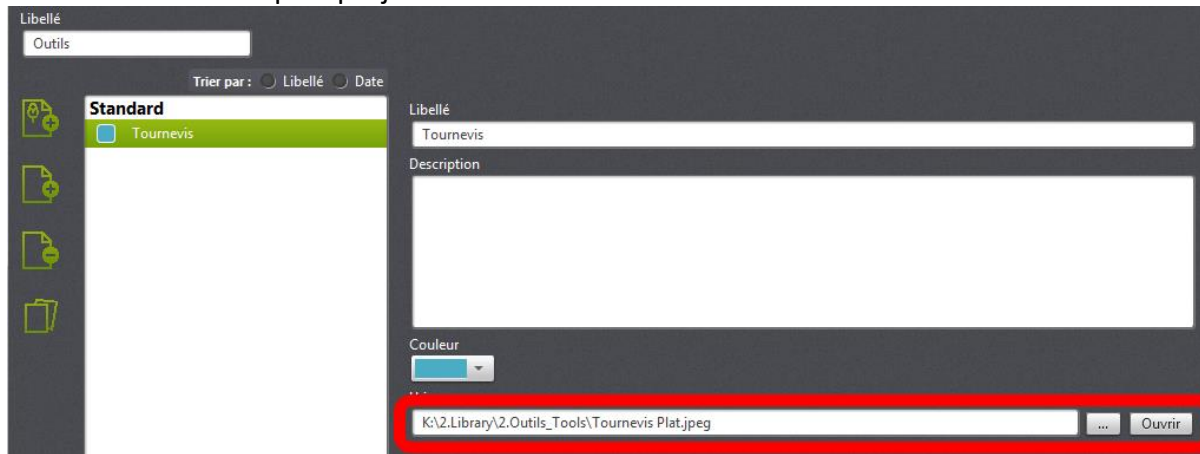 Libellé
Outils
Trier par : Libellé Date
Standard
Tournevis
Libellé
Tournevis
Description
Couleur
K:\2.Library\2.Outils_Tools\Tournevis Plat.jpeg
... Ouvrir